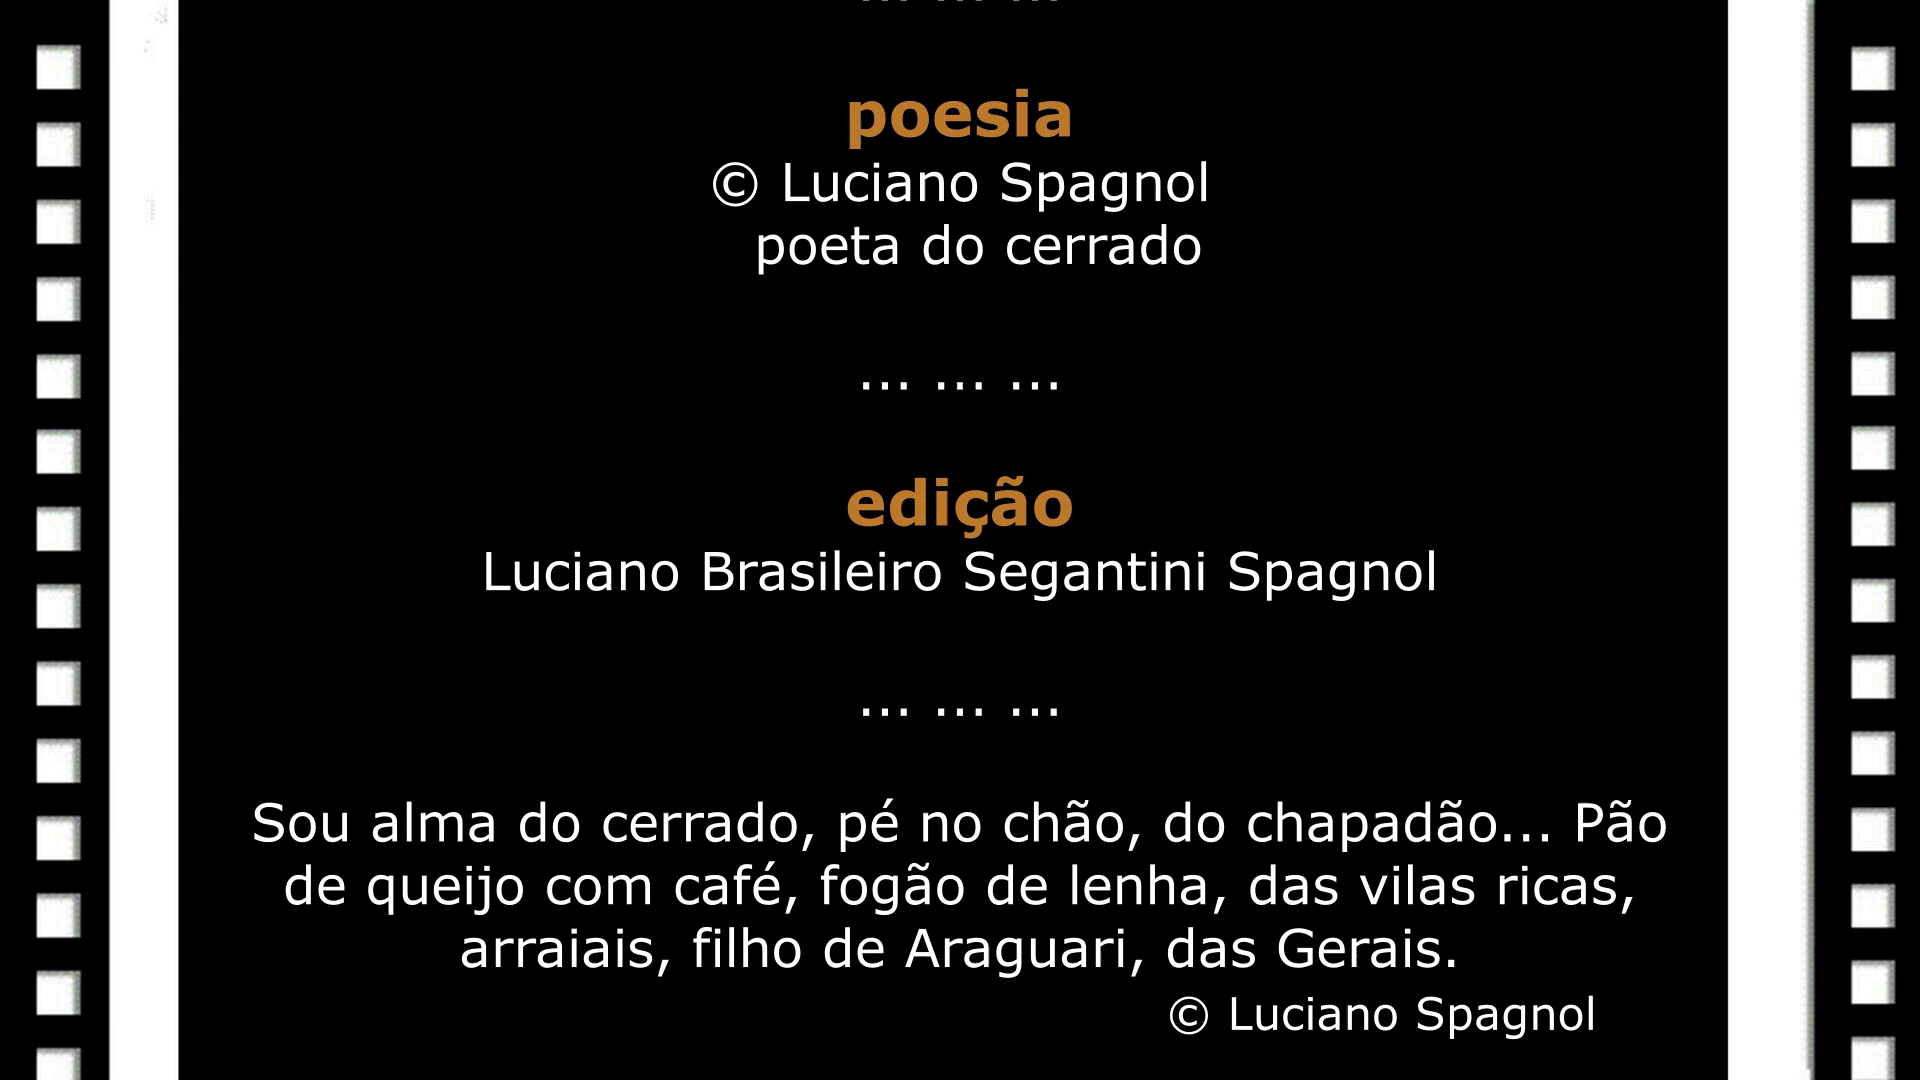 ... ... ...
poesia
© Luciano Spagnol
poeta do cerrado
... ... ...
edição
Luciano Brasileiro Segantini Spagnol
... ... ...
Sou alma do cerrado, pé no chão, do chapadão... Pão
de queijo com café, fogão de lenha, das vilas ricas,
arraiais, filho de Araguari, das Gerais.
© Luciano Spagnol